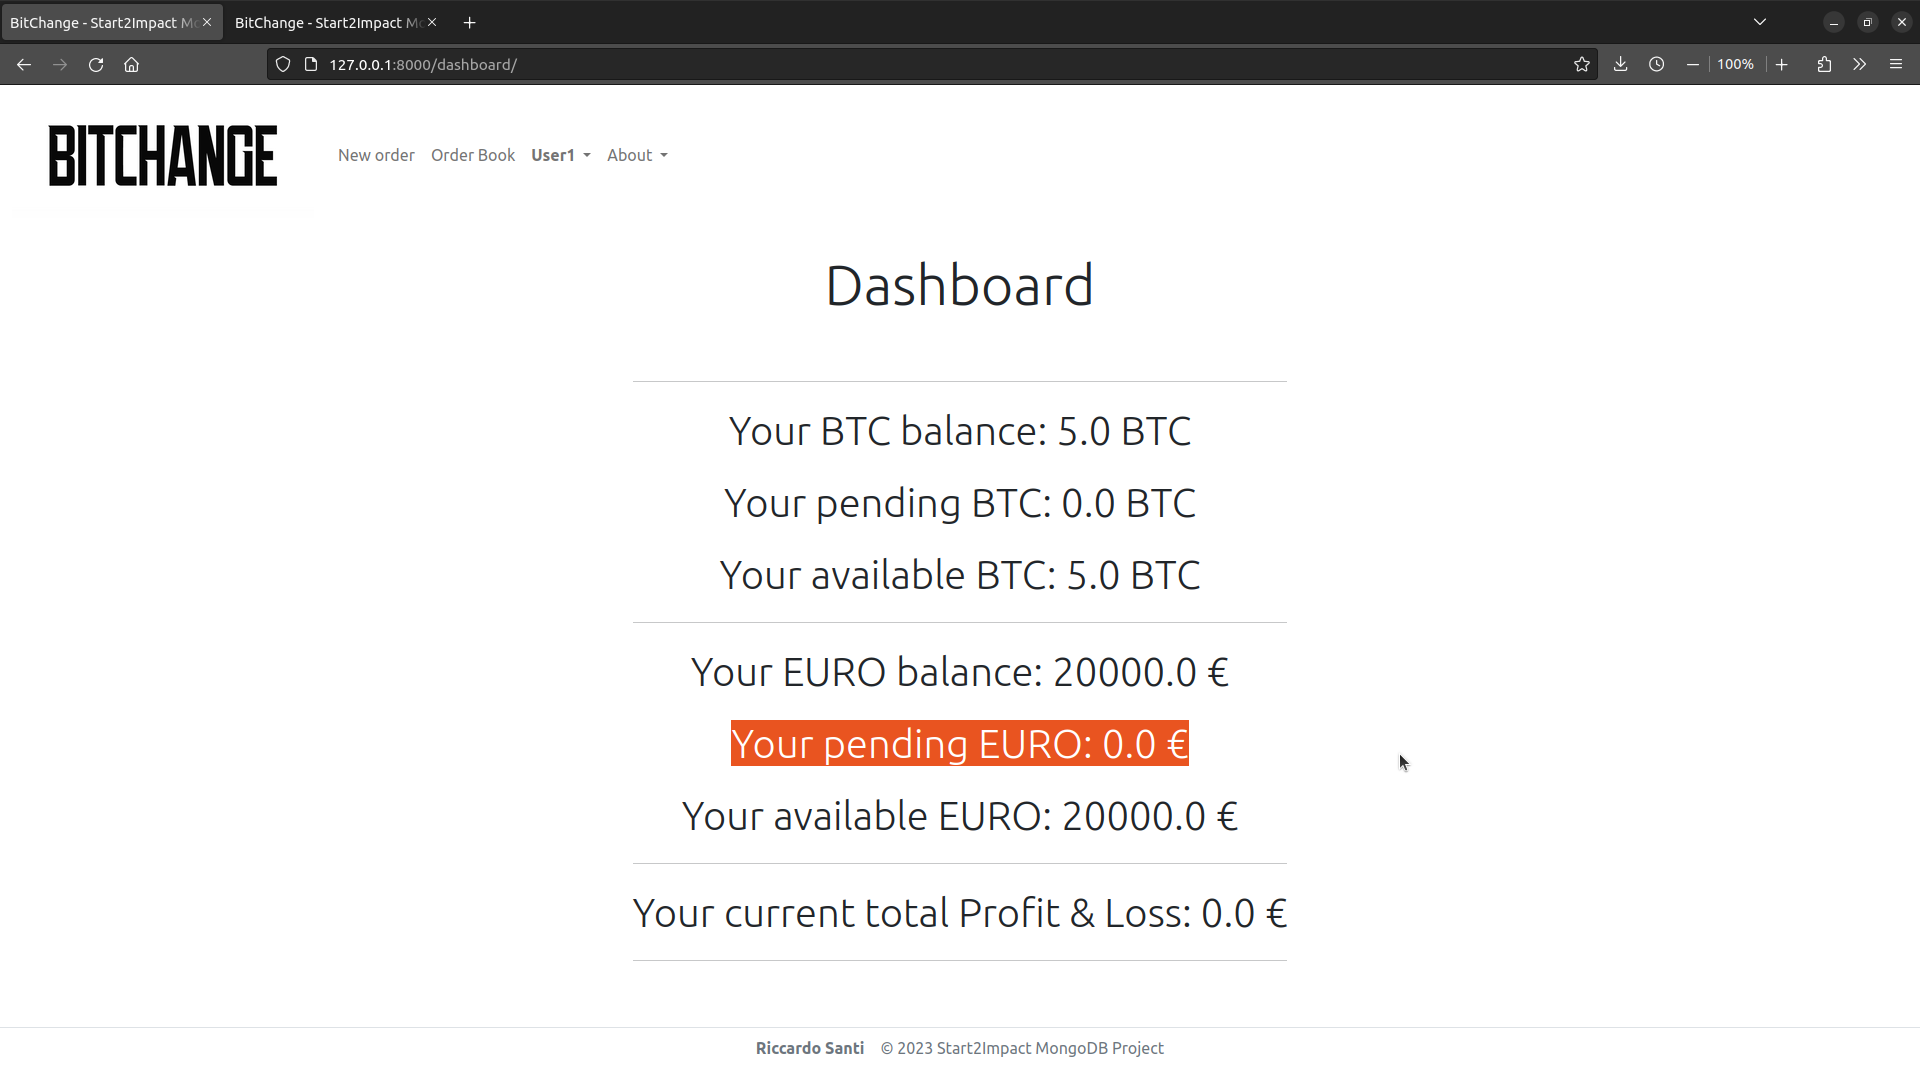 BitChange - Start2Impact M
BitChange - Start2Impact M
127.0.0.1:8000/dashboard/
100%
BITCHANGE
New order
Order Book
User1
About
Dashboard
Your BTC balance: 5.0 BTC
Your pending BTC: 0.0 BTC
Your available BTC: 5.0 BTC
Your EURO balance: 20000.0 €
Your pending EURO: 0.0 €
Your available EURO: 20000.0 €
Your current total Profit & Loss: 0.0 €
Riccardo Santi © 2023 Start2Impact MongoDB Project